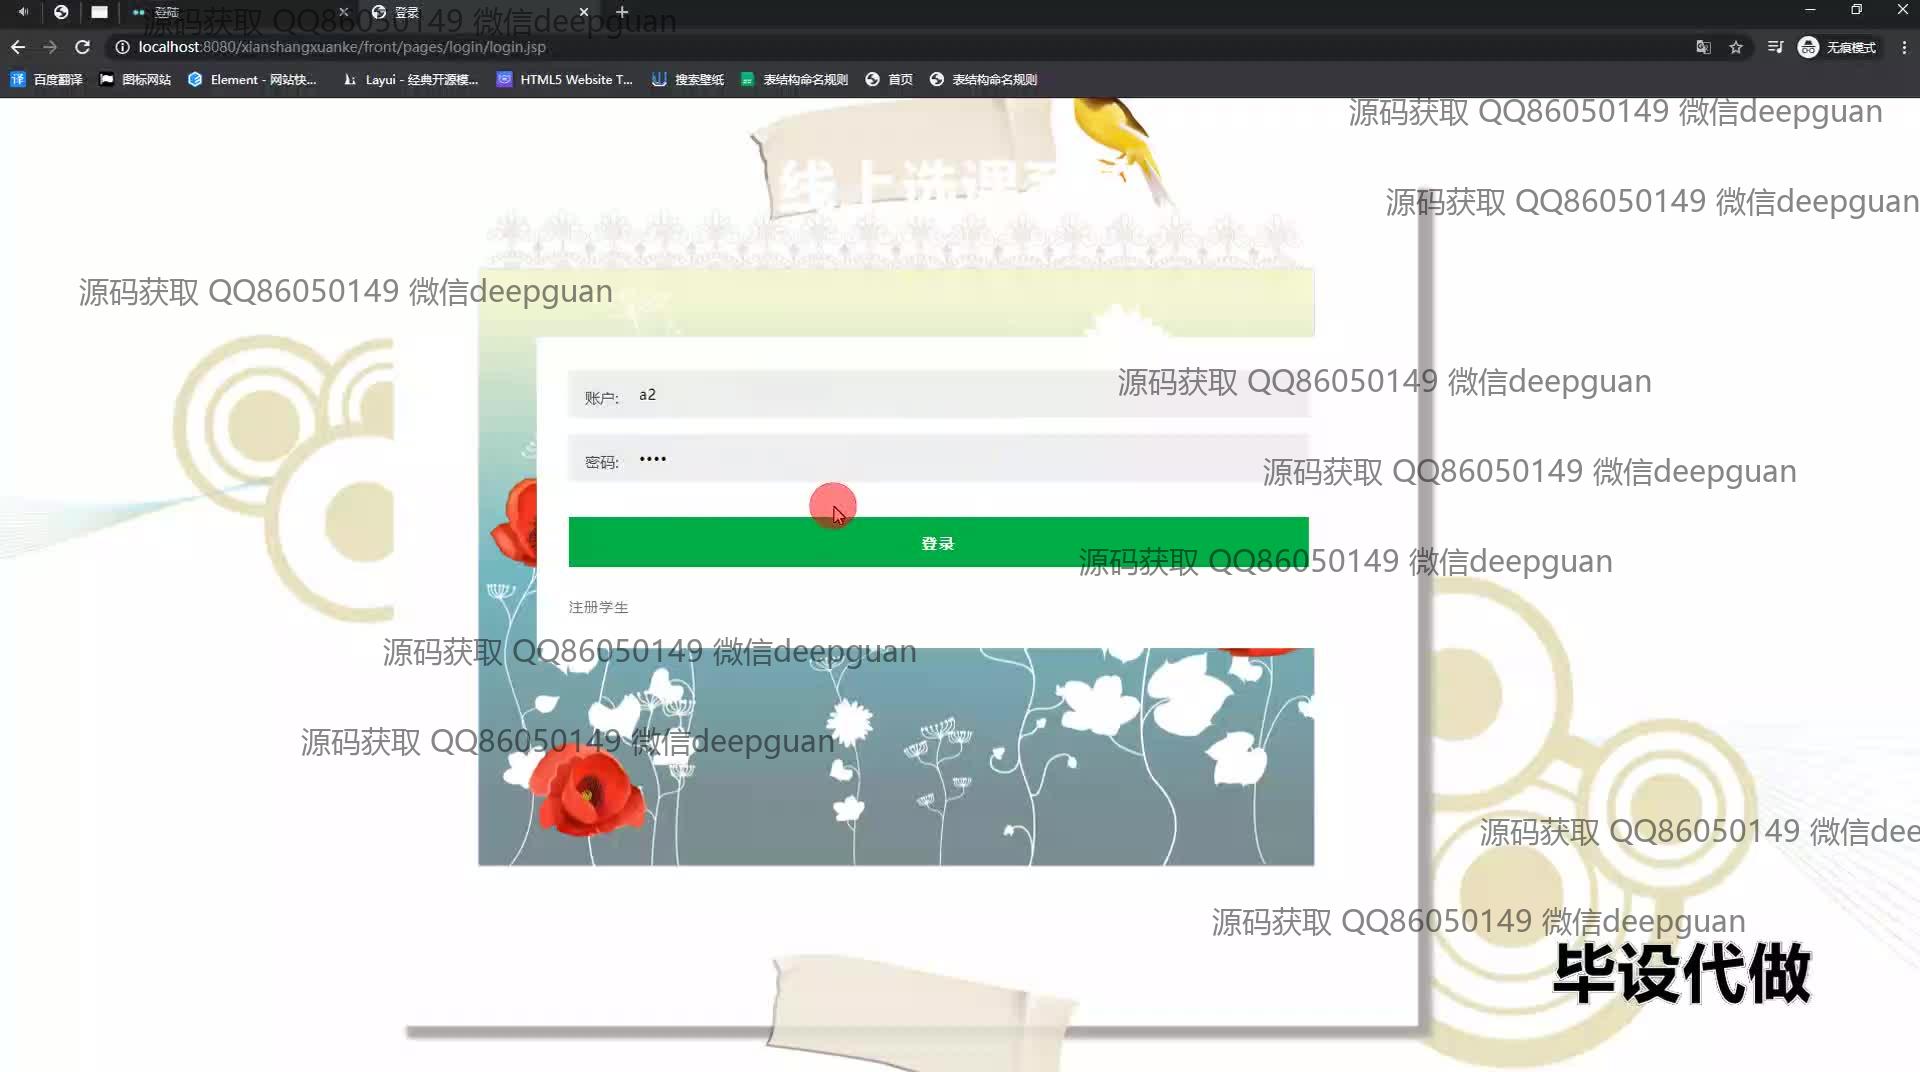 登陆
登录
源码获取 QQ86050149 微信deepguan
localhost:8080/xianshangxuanke/front/pages/login/login.jsp
无痕模式
百度翻译
图标网站
Element - 网站快...
Layui - 经典开源模...
HTML5 Website T...
搜索壁纸
表结构命名规则
首页
表结构命名规则
源码获取 QQ86050149 微信deepguan
线上选课系
源码获取 QQ86050149 微信deepguan
源码获取 QQ86050149 微信deepguan
源码获取 QQ86050149 微信deepguan
账户: a2
密码: ••••
源码获取 QQ86050149 微信deepguan
登录
源码获取 QQ86050149 微信deepguan
注册学生
源码获取 QQ86050149 微信deepguan
源码获取 QQ86050149 微信deepguan
源码获取 QQ86050149 微信dee
源码获取 QQ86050149 微信deepguan
毕设代做